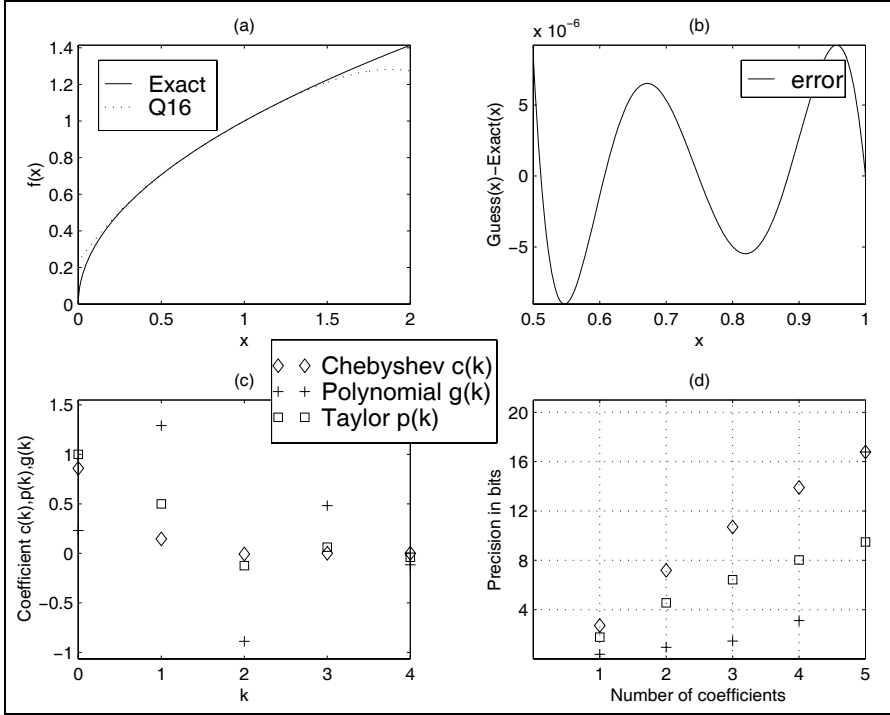 (a)
1.4
1.2
1
0.8
0.6
0.4
0.2
0
f(x)
Exact
Q16
0 0.5 1 1.5 2
x
(b)
x 10^-6
5
0
−5
Guess(x)−Exact(x)
error
0.5 0.6 0.7 0.8 0.9 1
x
Chebyshev c(k)
Polynomial g(k)
Taylor p(k)
(c)
1.5
1
0.5
0
−0.5
−1
Coefficient c(k),p(k),g(k)
0 1 2 3 4
k
(d)
20
16
12
8
4
Precision in bits
1 2 3 4 5
Number of coefficients